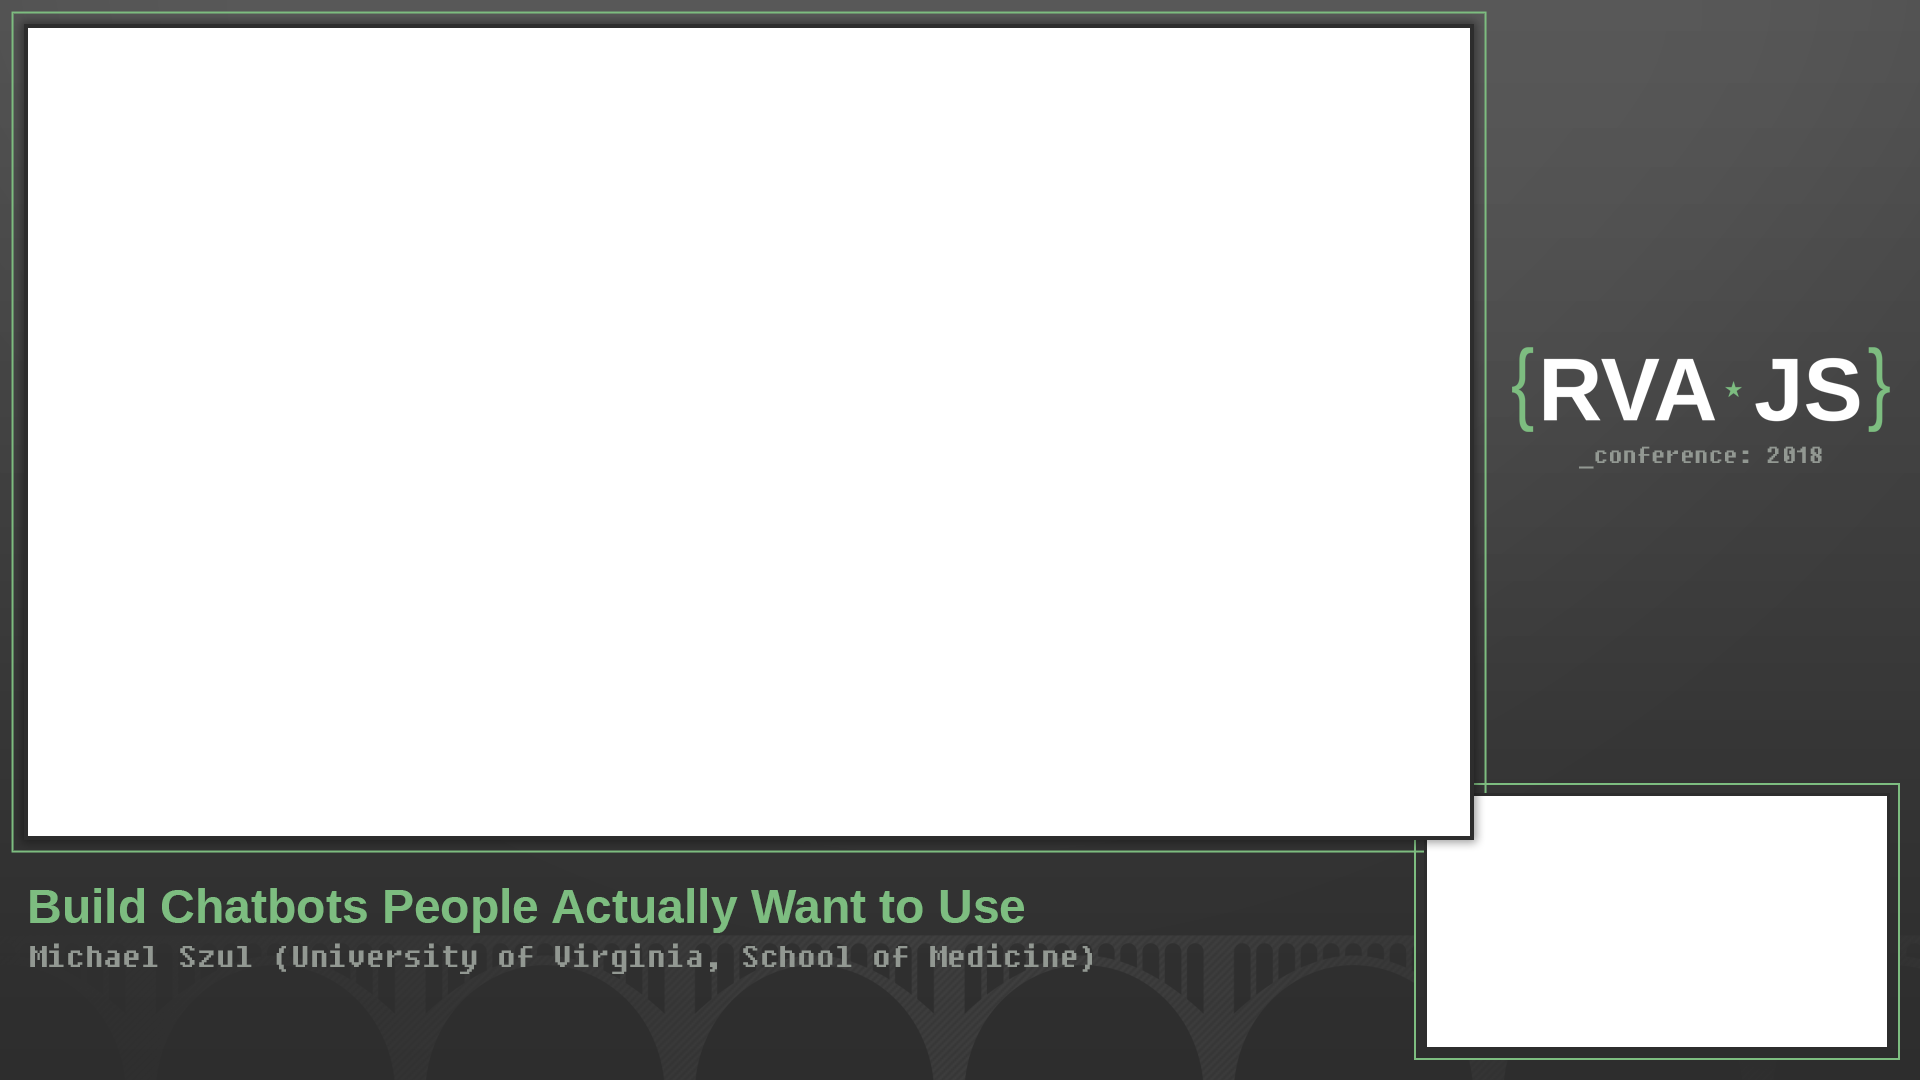 {RVA★JS}
_conference: 2018
Build Chatbots People Actually Want to Use
Michael Szul (University of Virginia, School of Medicine)